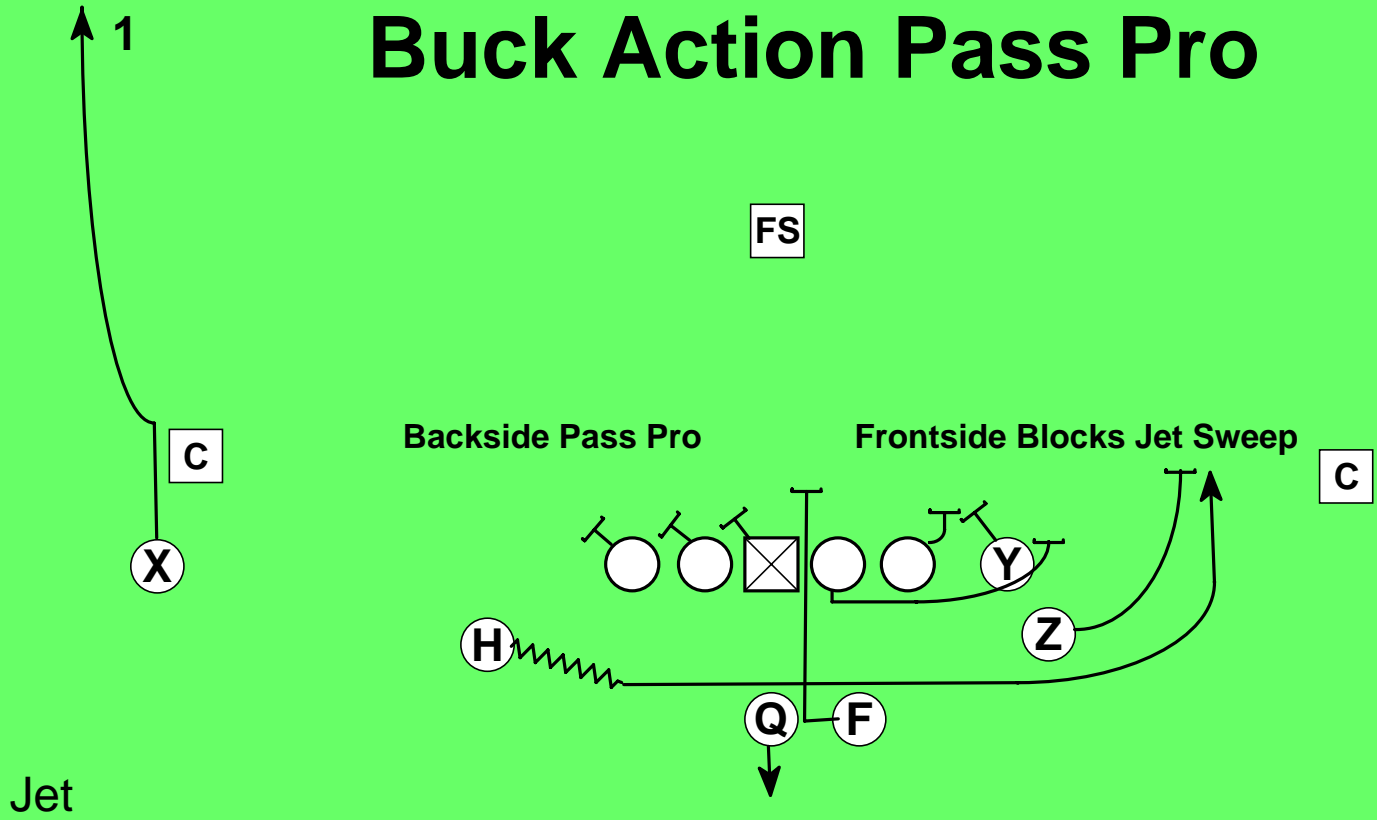 1
Buck Action Pass Pro
FS
Backside Pass Pro
Frontside Blocks Jet Sweep
C
C
X
Y
H
Z
Q
F
Jet